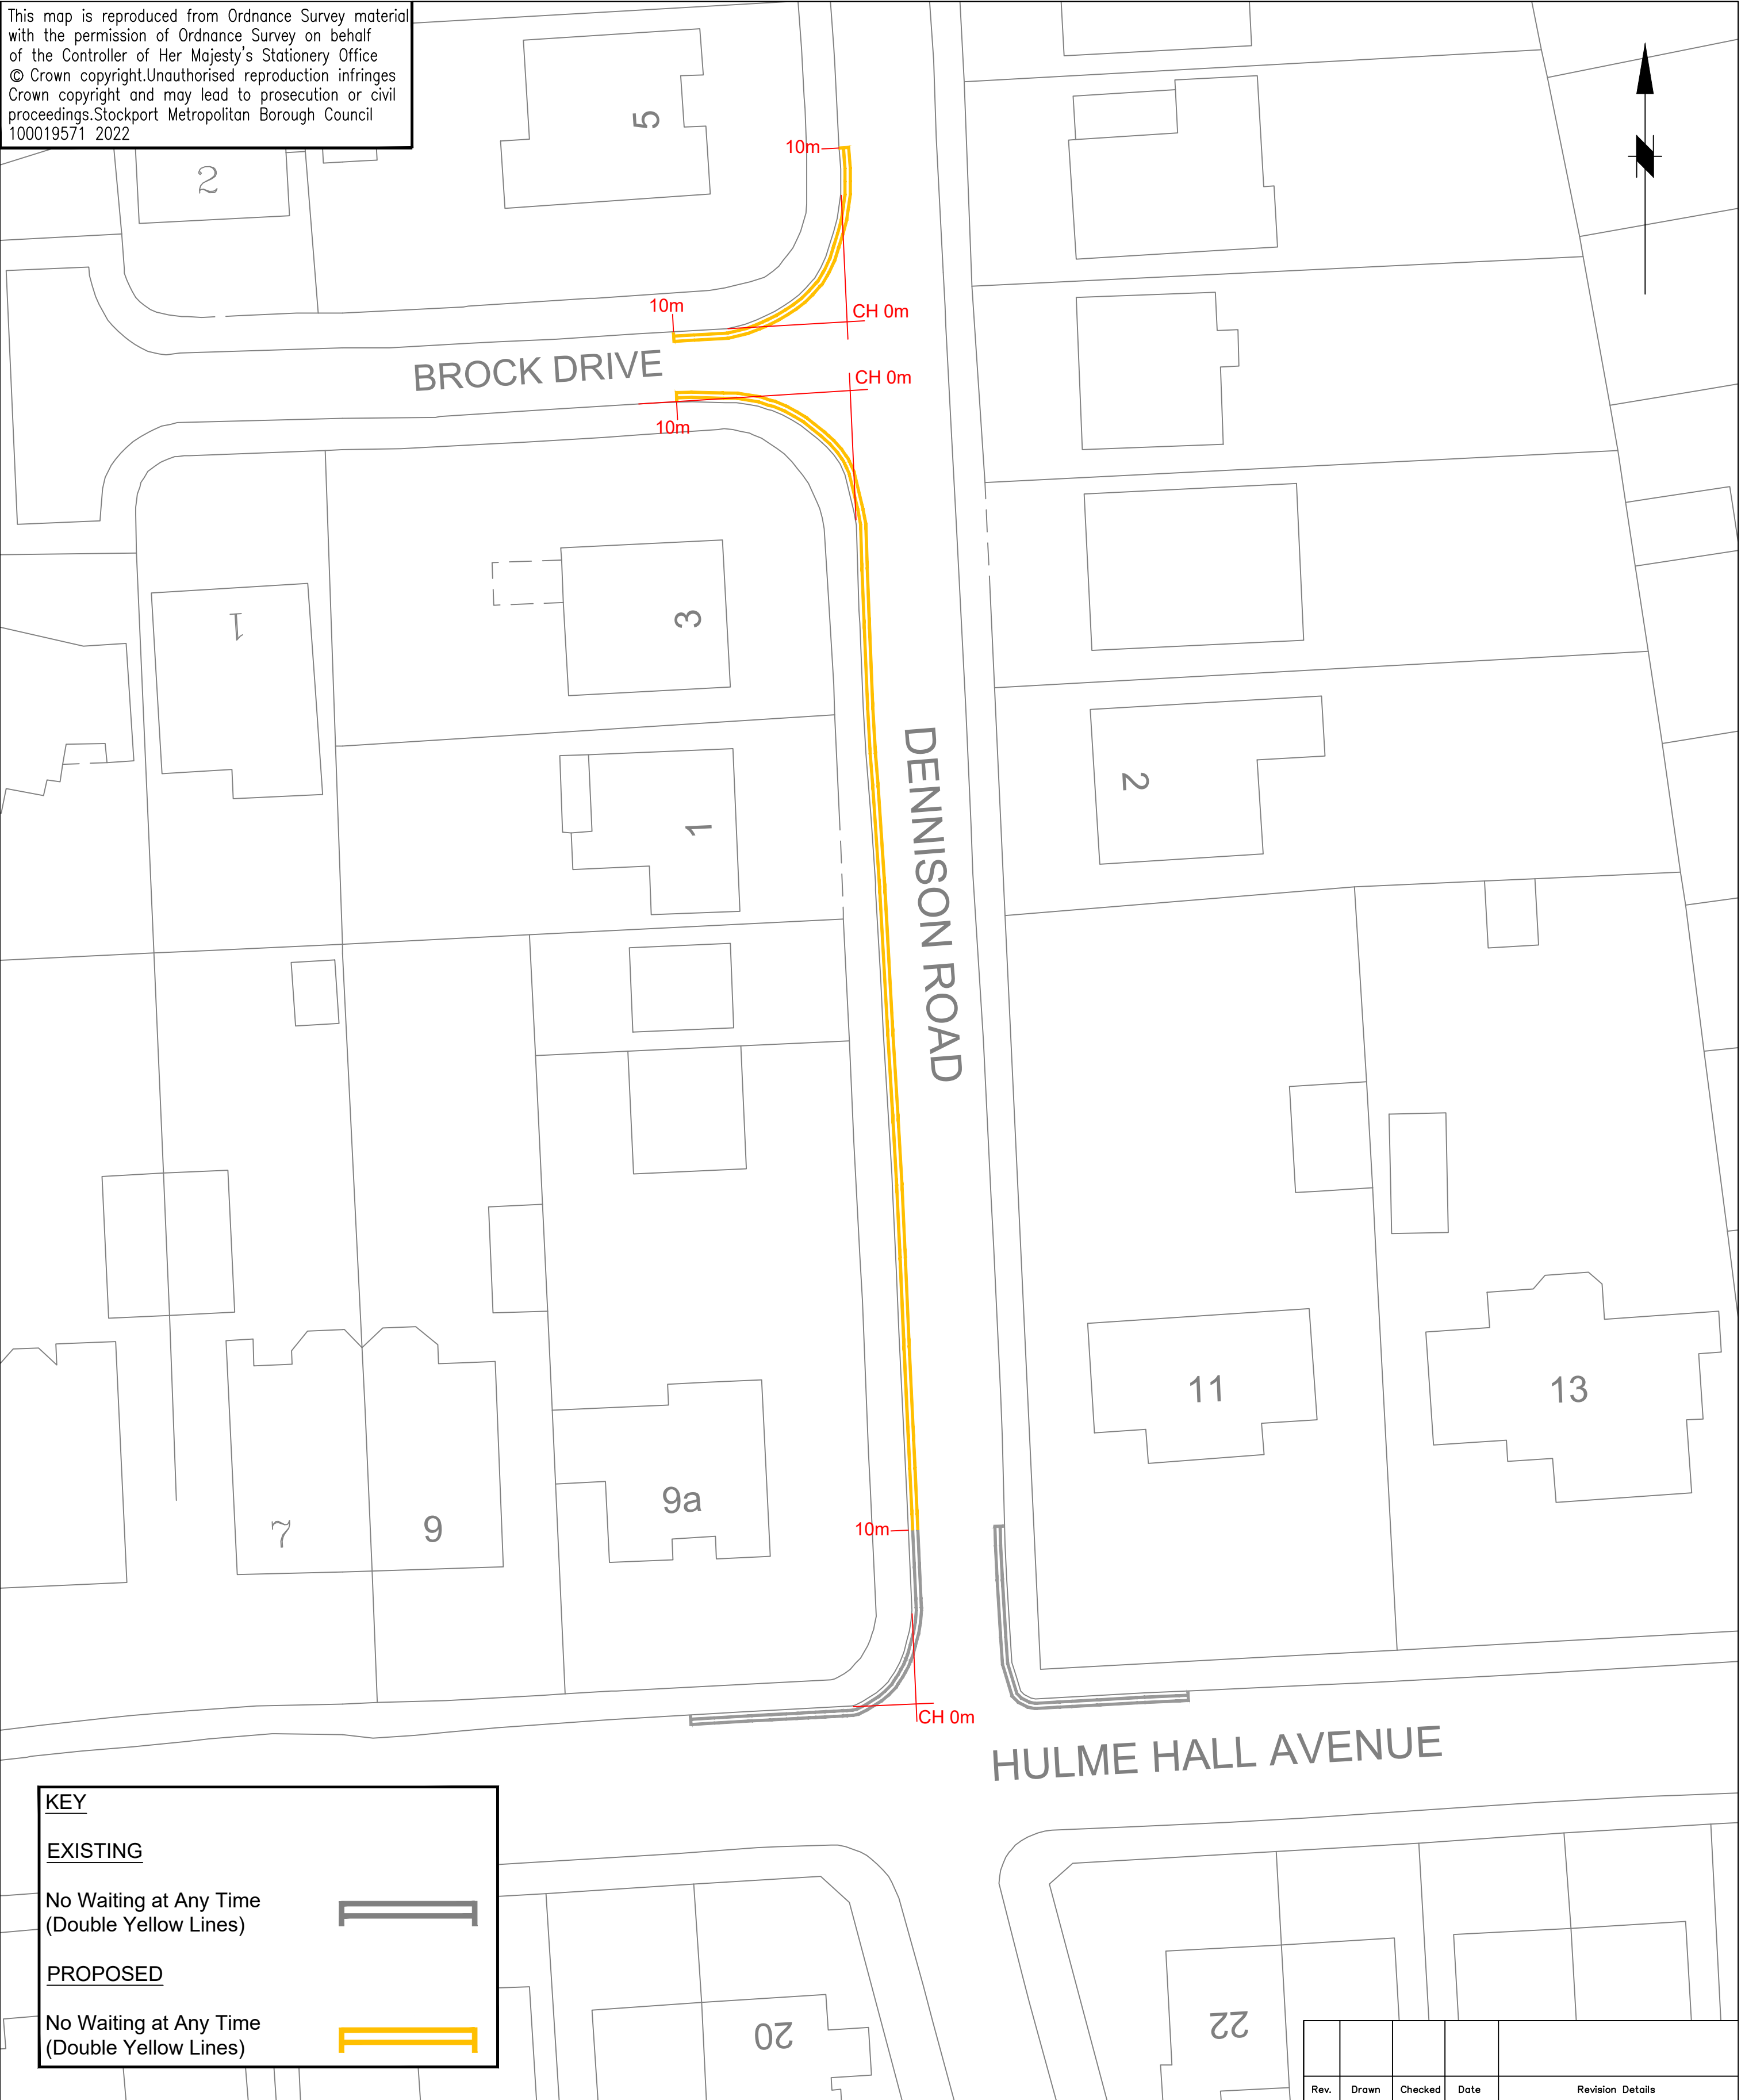 This map is reproduced from Ordnance Survey material
with the permission of Ordnance Survey on behalf
of the Controller of Her Majesty's Stationery Office
© Crown copyright.Unauthorised reproduction infringes
Crown copyright and may lead to prosecution or civil
proceedings.Stockport Metropolitan Borough Council
100019571 2022
5
2
10m
N
10m
CH 0m
BROCK DRIVE
CH 0m
10m
1
3
DENNISON ROAD
2
1
11
13
9a
7
9
10m
CH 0m
HULME HALL AVENUE
KEY
EXISTING
No Waiting at Any Time
(Double Yellow Lines)
PROPOSED
No Waiting at Any Time
(Double Yellow Lines)
20
22
Rev. Drawn Checked Date Revision Details